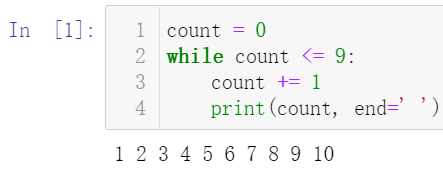 In [1]:
1 count = 0
2 while count <= 9:
3     count += 1
4     print(count, end=' ')
1 2 3 4 5 6 7 8 9 10